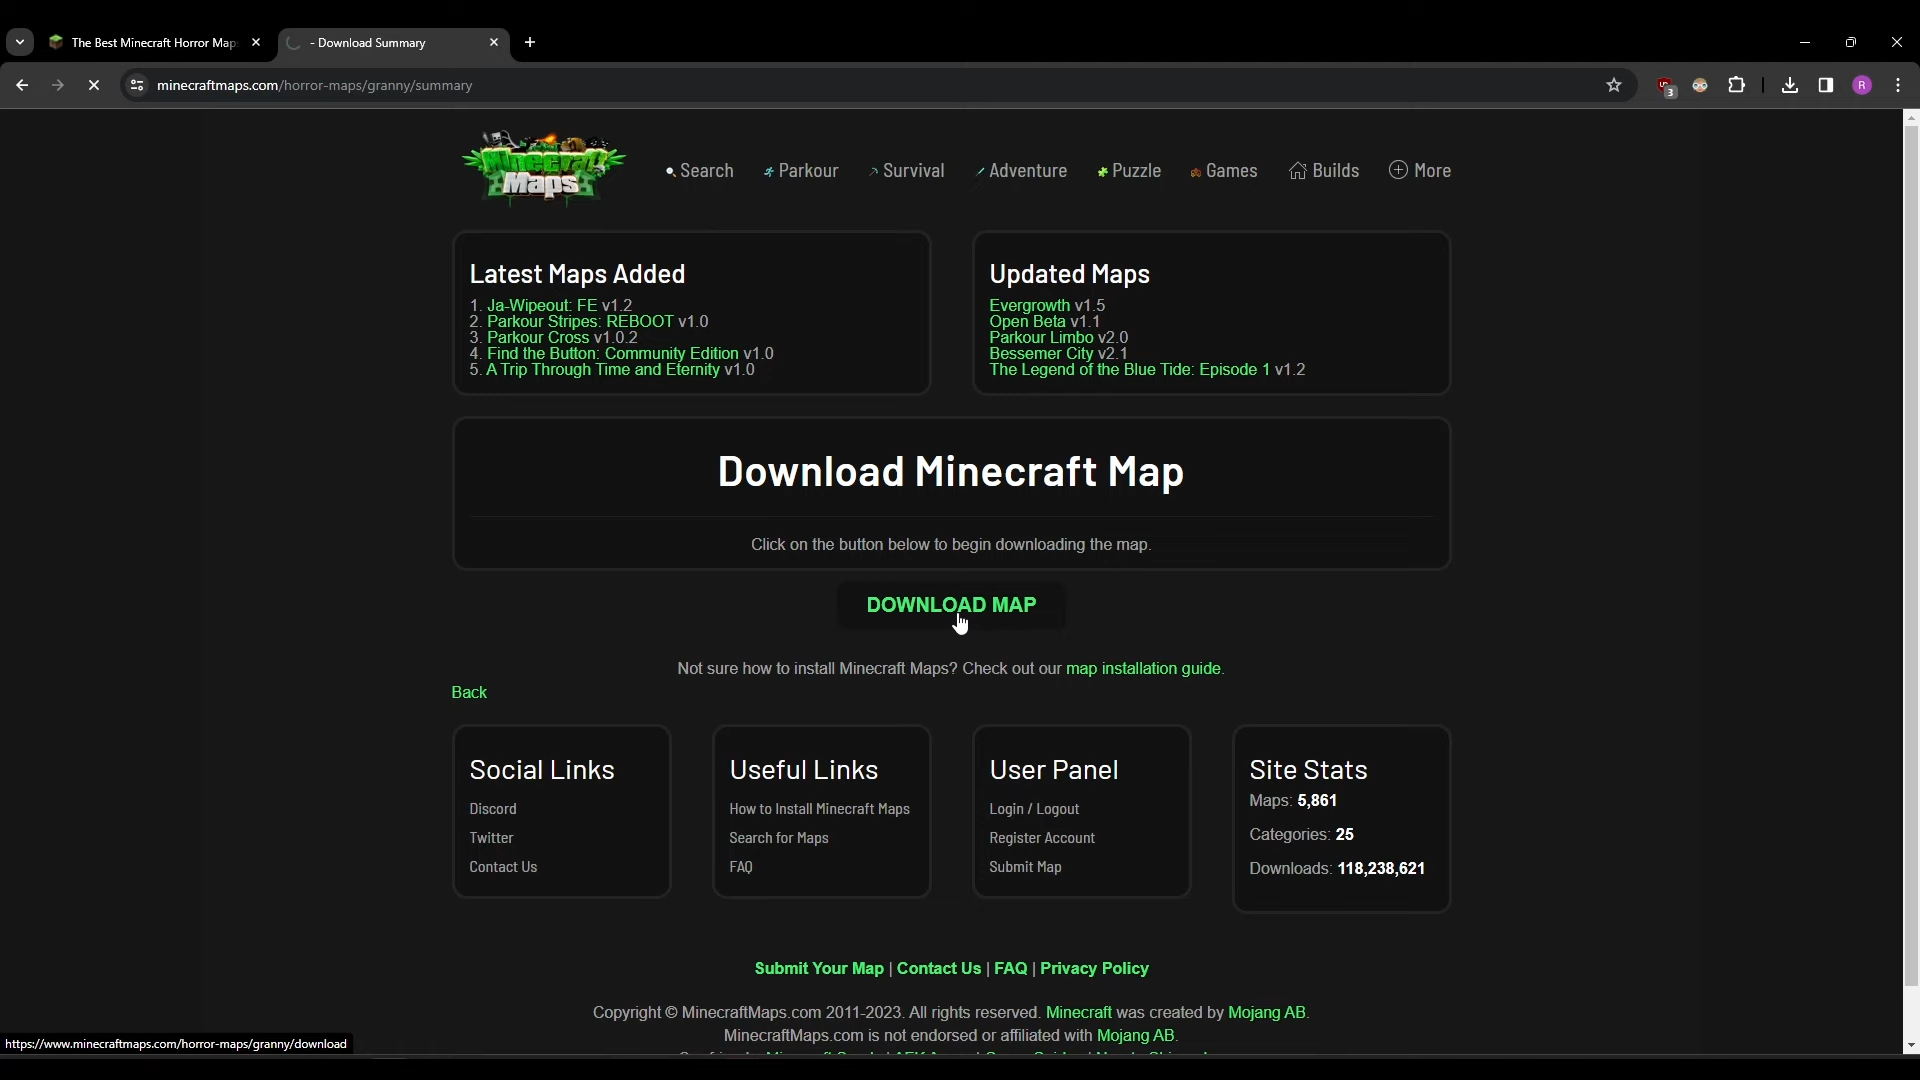 The Best Minecraft Horror Map
- Download Summary
minecraftmaps.com/horror-maps/granny/summary
3
R
Minecraft
Maps
Search
Parkour
Survival
Adventure
Puzzle
Games
Builds
More
Latest Maps Added
1. Ja-Wipeout: FE v1.2
2. Parkour Stripes: REBOOT v1.0
3. Parkour Cross v1.0.2
4. Find the Button: Community Edition v1.0
5. A Trip Through Time and Eternity v1.0
Updated Maps
Evergrowth v1.5
Open Beta v1.1
Parkour Limbo v2.0
Bessemer City v2.1
The Legend of the Blue Tide: Episode 1 v1.2
Download Minecraft Map
Click on the button below to begin downloading the map.
DOWNLOAD MAP
Not sure how to install Minecraft Maps? Check out our map installation guide.
Back
Social Links
Discord
Twitter
Contact Us
Useful Links
How to Install Minecraft Maps
Search for Maps
FAQ
User Panel
Login / Logout
Register Account
Submit Map
Site Stats
Maps: 5,861
Categories: 25
Downloads: 118,238,621
Submit Your Map | Contact Us | FAQ | Privacy Policy
Copyright © MinecraftMaps.com 2011-2023. All rights reserved. Minecraft was created by Mojang AB.
MinecraftMaps.com is not endorsed or affiliated with Mojang AB.
https://www.minecraftmaps.com/horror-maps/granny/download